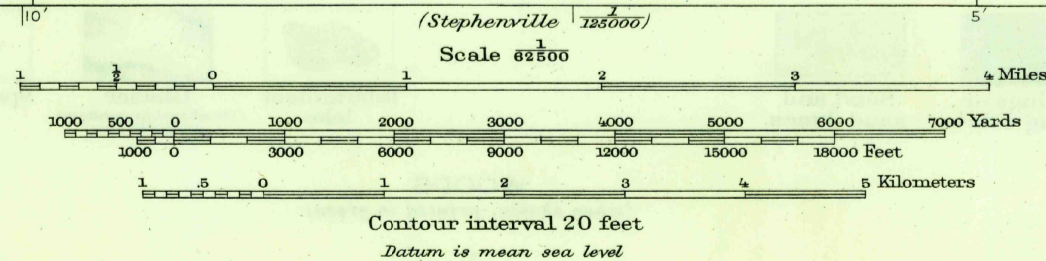 10' 5'
(Stephenville 1/125000)
Scale 1/62500
1 1/2 0 1 2 3 4 Miles
1000 500 0 1000 2000 3000 4000 5000 6000 7000 Yards
1000 0 3000 6000 9000 12000 15000 18000 Feet
1 .5 0 1 2 3 4 5 Kilometers
Contour interval 20 feet
Datum is mean sea level